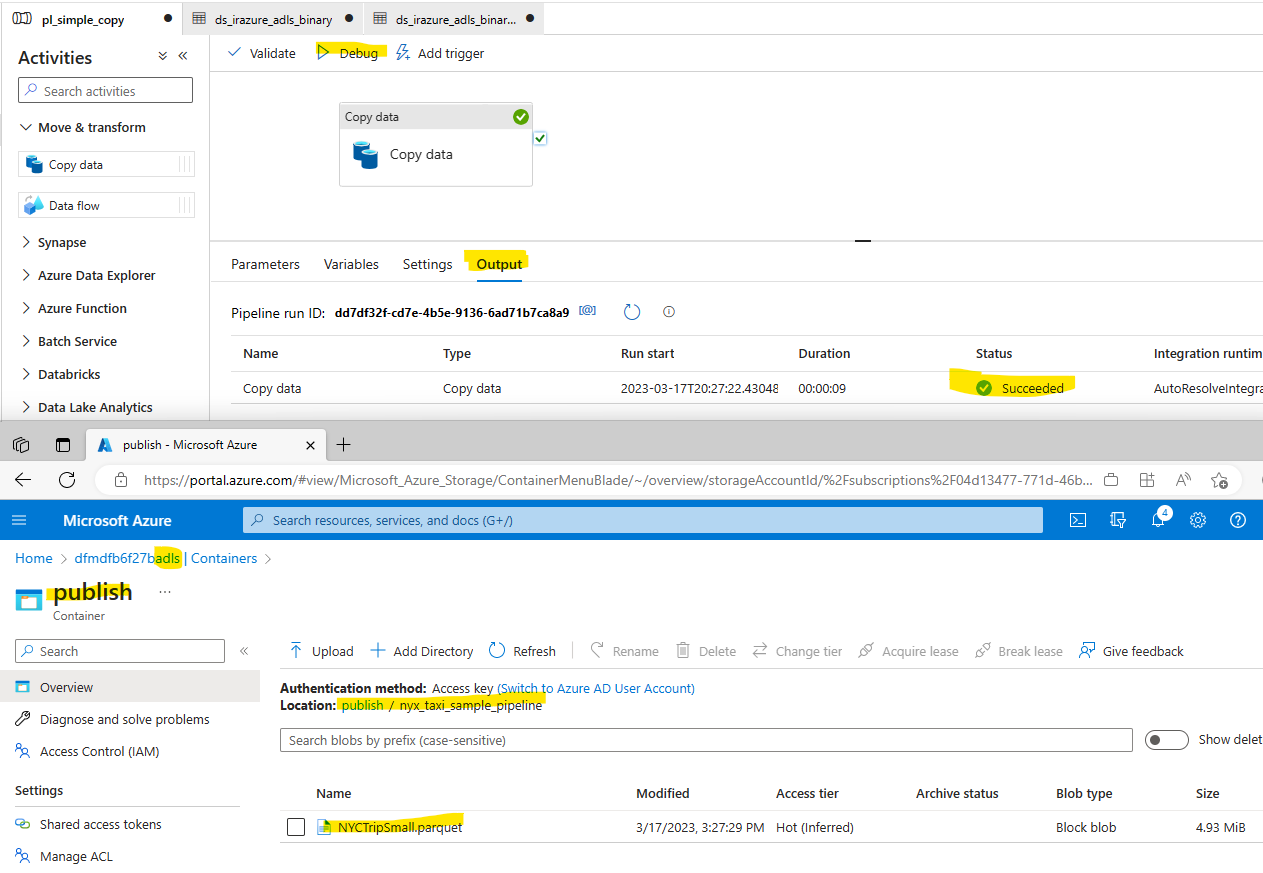 pl_simple_copy
ds_irazure_adls_binary
ds_irazure_adls_binar...
Activities
Validate
Debug
Add trigger
Search activities
Move & transform
Copy data
Data flow
Synapse
Azure Data Explorer
Azure Function
Batch Service
Databricks
Data Lake Analytics
Copy data
Copy data
Parameters
Variables
Settings
Output
Pipeline run ID: dd7df32f-cd7e-4b5e-9136-6ad71b7ca8a9 [@]
Name Type Run start Duration Status Integration runtim
Copy data Copy data 2023-03-17T20:27:22.43048 00:00:09 Succeeded AutoResolveIntegra
publish - Microsoft Azure
https://portal.azure.com/#view/Microsoft_Azure_Storage/ContainerMenuBlade/~/overview/storageAccountId/%2Fsubscriptions%2F04d13477-771d-46b...
Microsoft Azure
Search resources, services, and docs (G+/)
4
Home > dfmdfb6f27badls | Containers >
publish ...
Container
Search
Overview
Diagnose and solve problems
Access Control (IAM)
Settings
Shared access tokens
Manage ACL
Upload
Add Directory
Refresh
Rename
Delete
Change tier
Acquire lease
Break lease
Give feedback
Authentication method: Access key (Switch to Azure AD User Account)
Location: publish / nyx_taxi_sample_pipeline
Search blobs by prefix (case-sensitive)
Show delet
Name Modified Access tier Archive status Blob type Size
NYCTripSmall.parquet 3/17/2023, 3:27:29 PM Hot (Inferred) Block blob 4.93 MiB